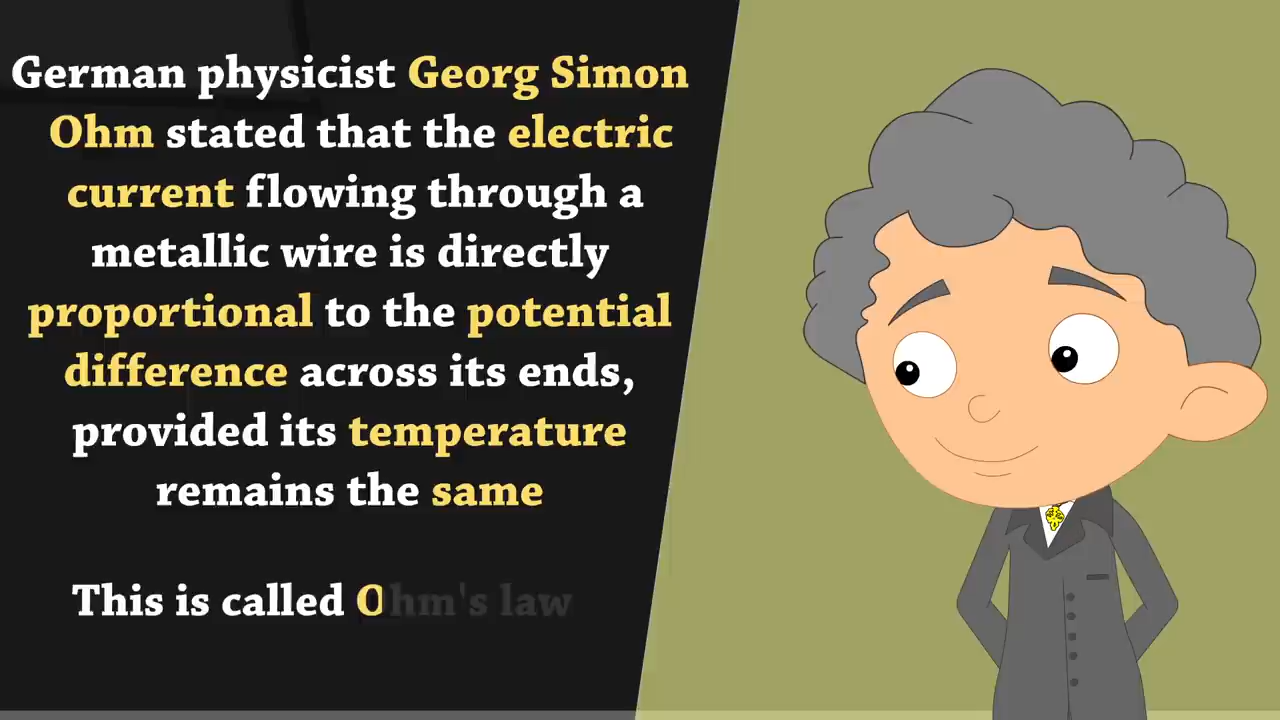 German physicist Georg Simon
Ohm stated that the electric
current flowing through a
metallic wire is directly
proportional to the potential
difference across its ends,
provided its temperature
remains the same
This is called Ohm's law